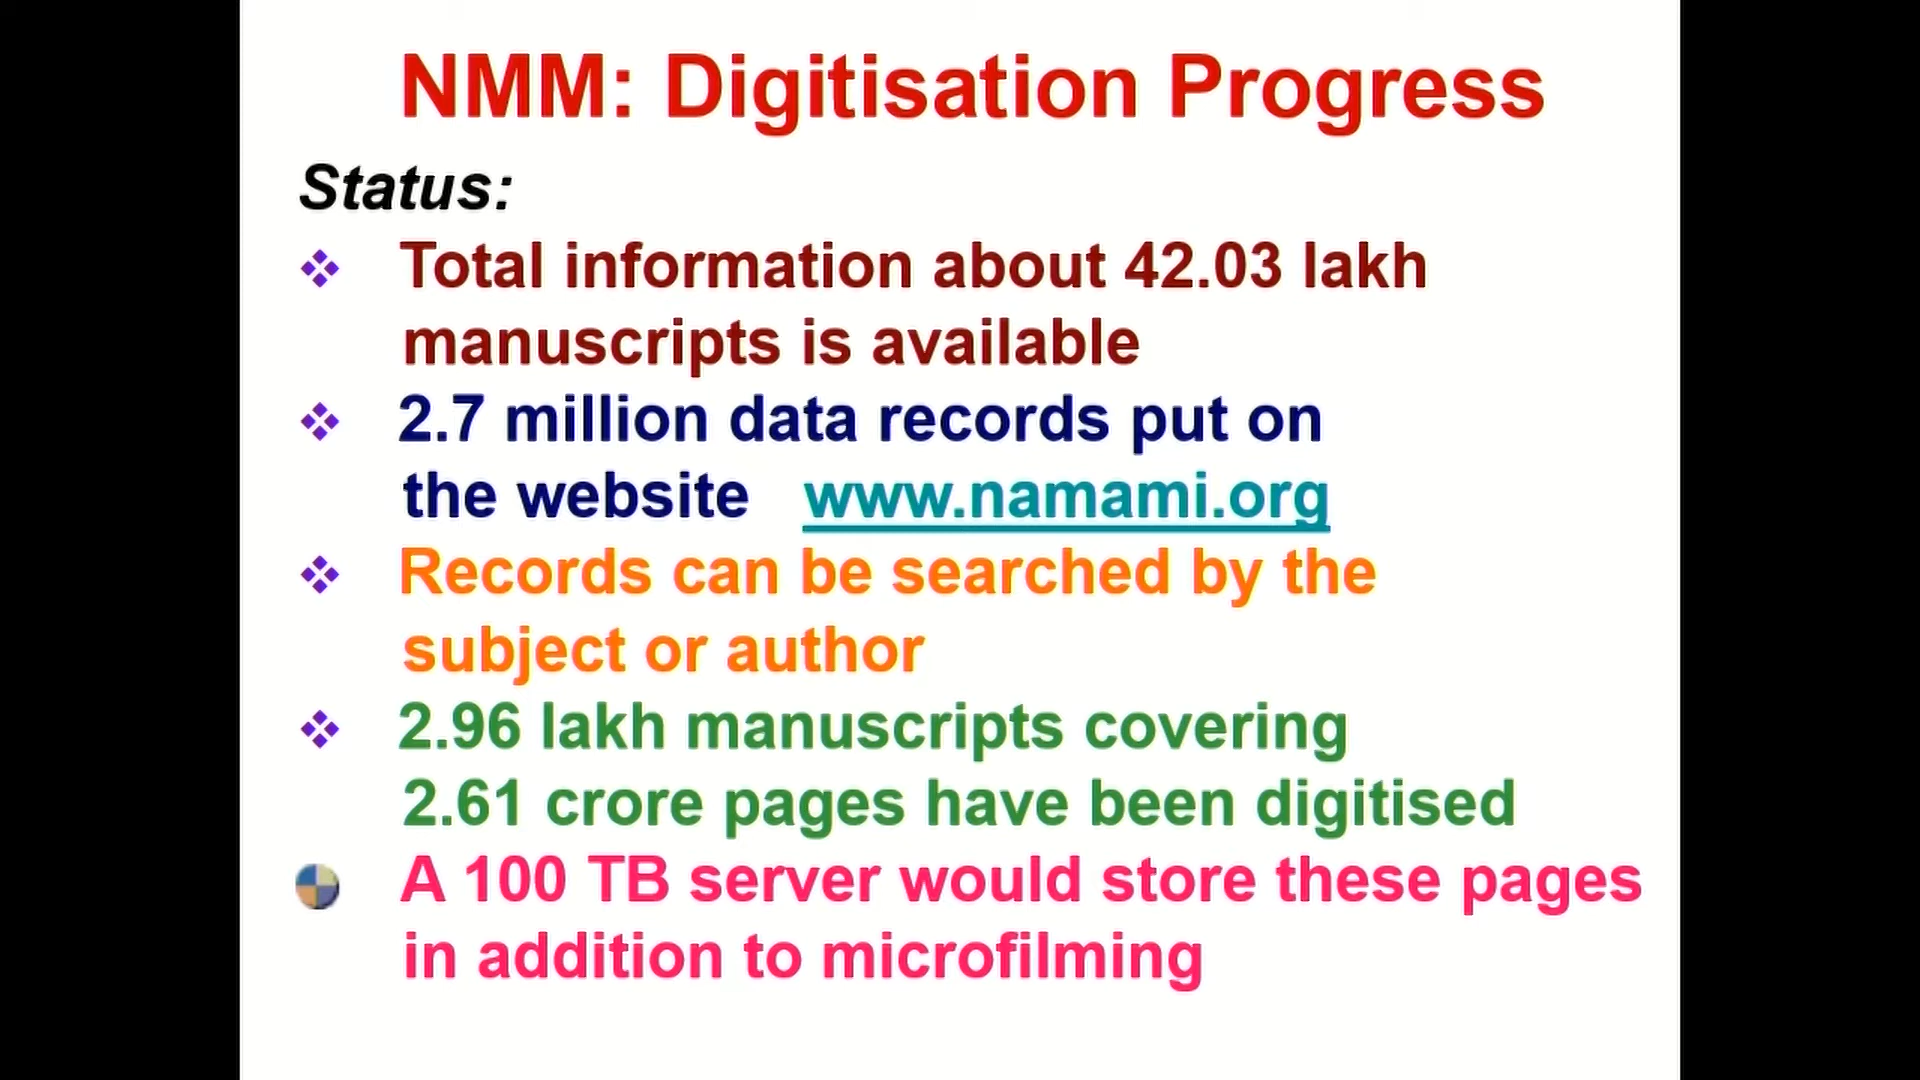 NMM: Digitisation Progress
Status:
Total information about 42.03 lakh
manuscripts is available
2.7 million data records put on
the website www.namami.org
Records can be searched by the
subject or author
2.96 lakh manuscripts covering
2.61 crore pages have been digitised
A 100 TB server would store these pages
in addition to microfilming